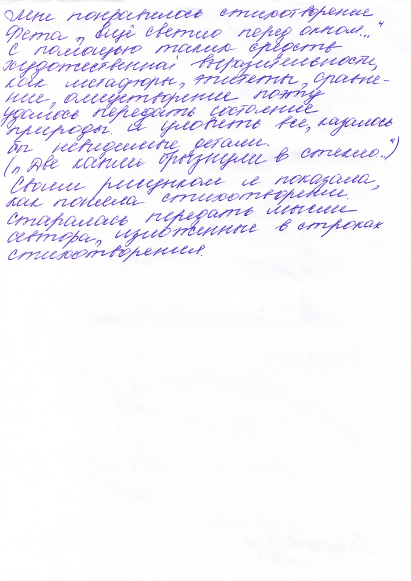 Мне понравилось стихотворение
Фета „ещё светло перед окном..."
С помощью таких средств
художественной выразительности,
как метафоры, эпитеты, сравне-
ние, олицетворение поэту
удалось передать состояние
природы и уловить все, казалось
бы невидимые детали.
(„Две капли брызнули в стекло..")
Своим рисунком я показала,
как поняла стихотворение.
Старалась передать мысли
автора, изложенные в строках
стихотворения.